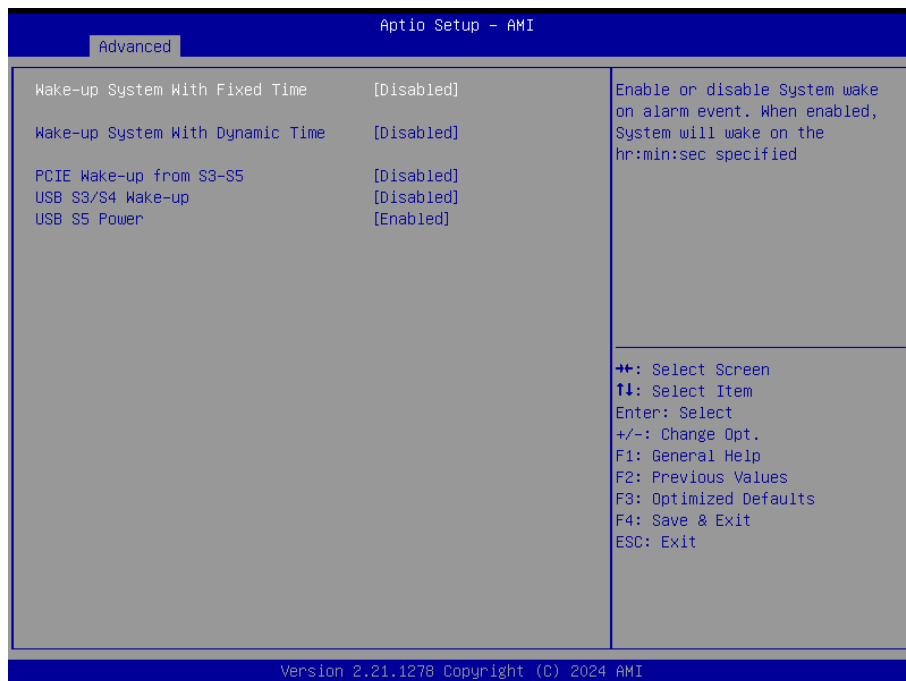 Aptio Setup – AMI
Advanced
Wake-up System With Fixed Time [Disabled]
Wake-up System With Dynamic Time [Disabled]
PCIE Wake-up from S3-S5 [Disabled]
USB S3/S4 Wake-up [Disabled]
USB S5 Power [Enabled]
Enable or disable System wake
on alarm event. When enabled,
System will wake on the
hr:min:sec specified
→←: Select Screen
↑↓: Select Item
Enter: Select
+/-: Change Opt.
F1: General Help
F2: Previous Values
F3: Optimized Defaults
F4: Save & Exit
ESC: Exit
Version 2.21.1278 Copyright (C) 2024 AMI